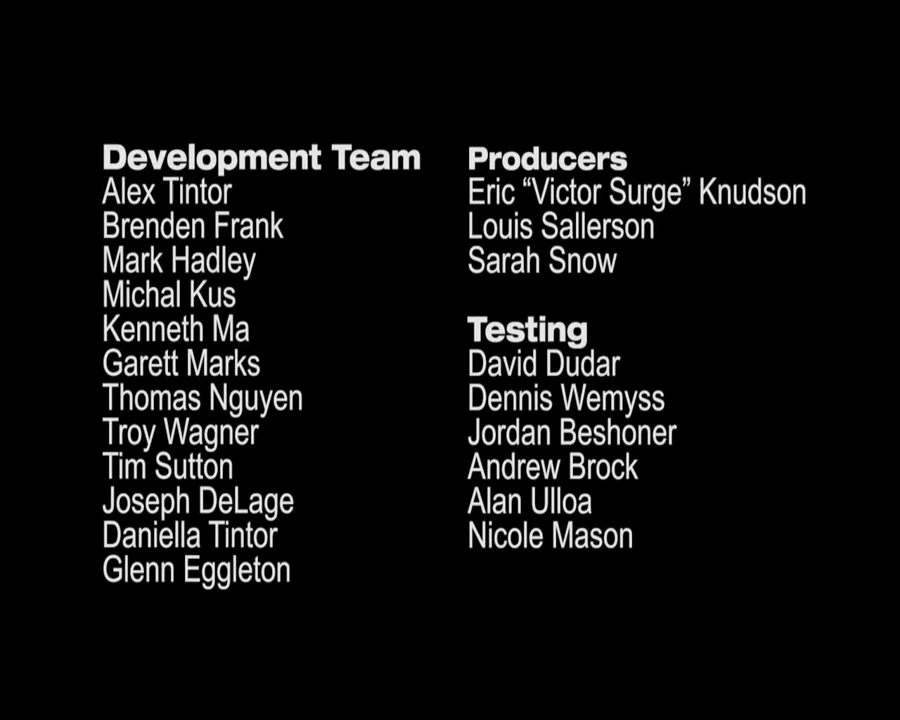 Development Team
Alex Tintor
Brenden Frank
Mark Hadley
Michal Kus
Kenneth Ma
Garett Marks
Thomas Nguyen
Troy Wagner
Tim Sutton
Joseph DeLage
Daniella Tintor
Glenn Eggleton
Producers
Eric “Victor Surge” Knudson
Louis Sallerson
Sarah Snow
Testing
David Dudar
Dennis Wemyss
Jordan Beshoner
Andrew Brock
Alan Ulloa
Nicole Mason